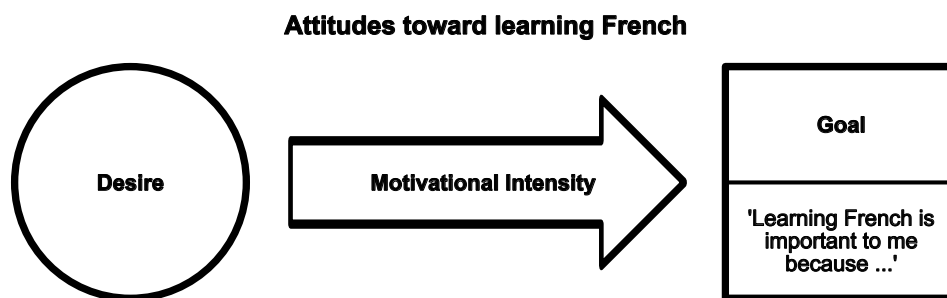 Attitudes toward learning French
Desire
Motivational Intensity
Goal
'Learning French is
important to me
because ...'